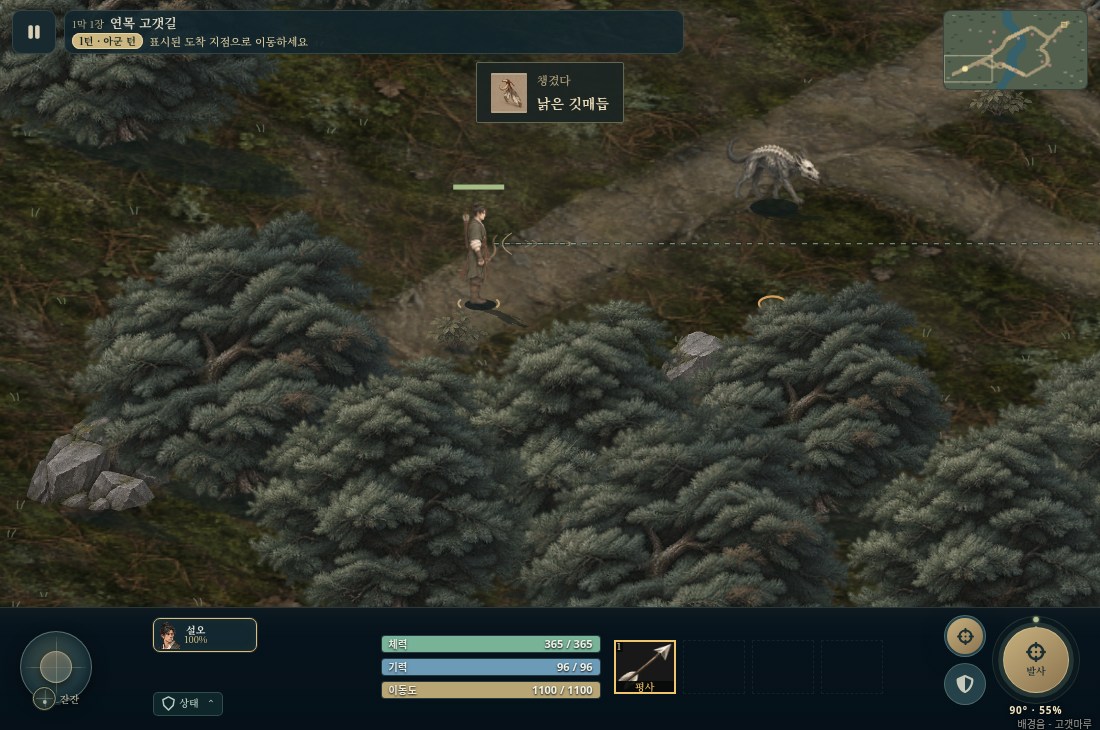 1막 1장 연목 고갯길
1턴 · 아군 턴 표시된 도착 지점으로 이동하세요
챙겼다
낡은 깃매듭
설오
100%
잔잔
상태
체력 365 / 365
기력 96 / 96
이동도 1100 / 1100
1
평사
발사
90° · 55%
배경음 - 고갯마루